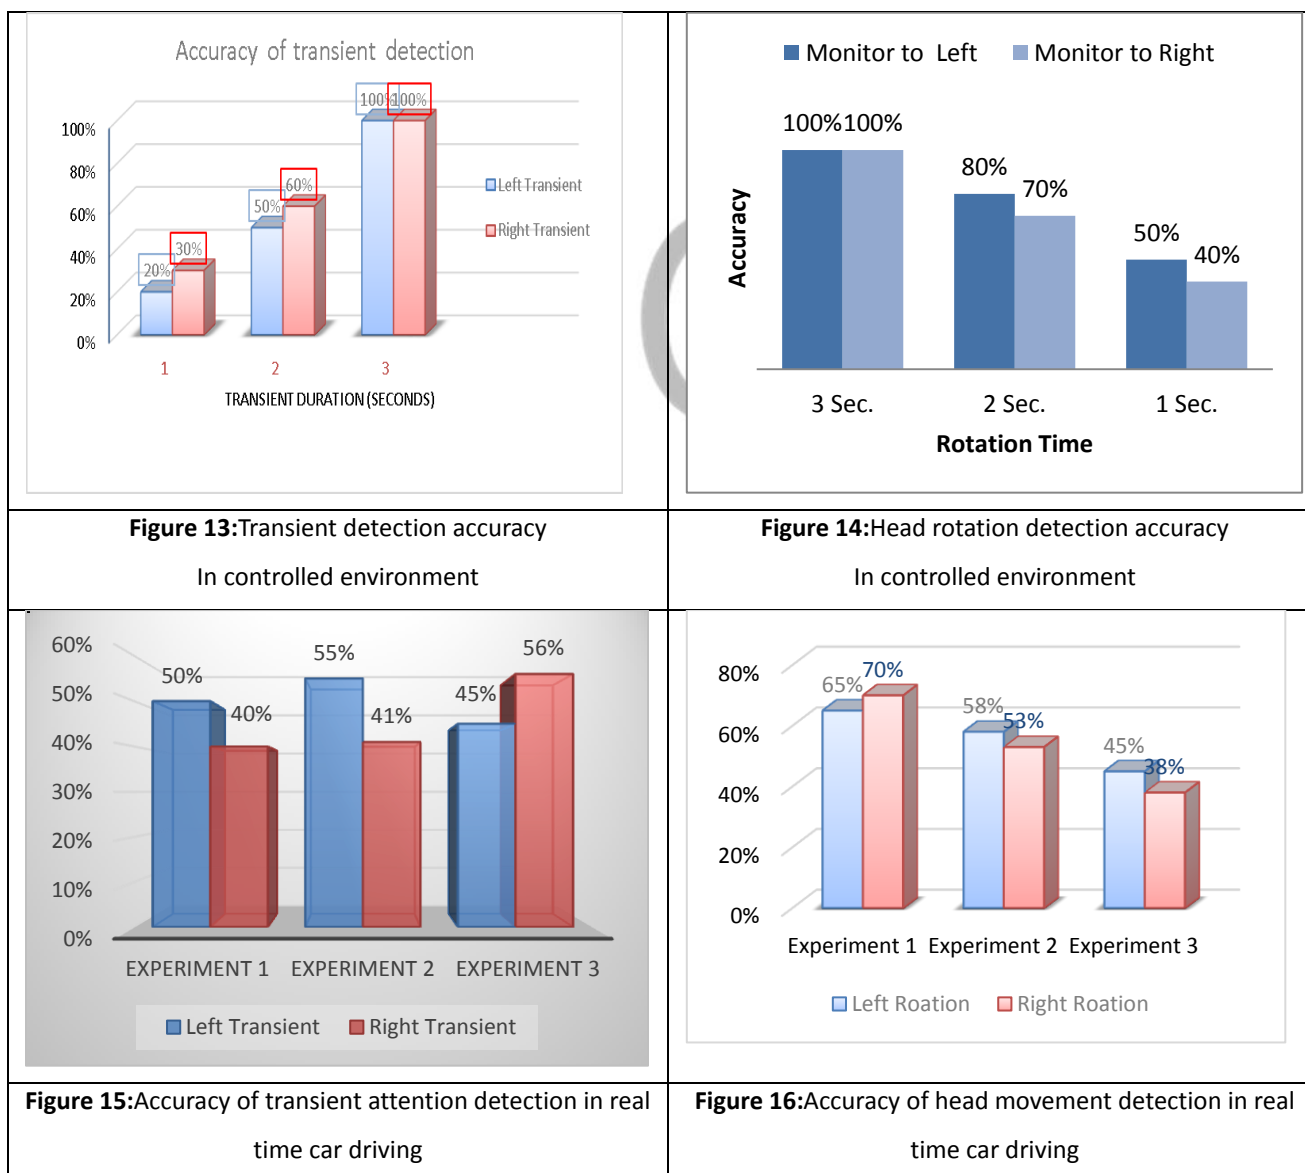 Accuracy of transient detection
100% 100%
100%
80%
60%
60%
50%
40%
30%
20%
20%
0%
1 2 3
TRANSIENT DURATION (SECONDS)
Left Transient
Right Transient
Figure 13:Transient detection accuracy
In controlled environment
Monitor to Left Monitor to Right
100%100%
80%
70%
50%
40%
Accuracy
3 Sec. 2 Sec. 1 Sec.
Rotation Time
Figure 14:Head rotation detection accuracy
In controlled environment
60%
50%
40%
30%
20%
10%
0%
50%
40%
55%
41%
45%
56%
EXPERIMENT 1 EXPERIMENT 2 EXPERIMENT 3
Left Transient Right Transient
Figure 15:Accuracy of transient attention detection in real
time car driving
80%
60%
40%
20%
0%
65%
70%
58%
53%
45%
38%
Experiment 1 Experiment 2 Experiment 3
Left Roation Right Roation
Figure 16:Accuracy of head movement detection in real
time car driving